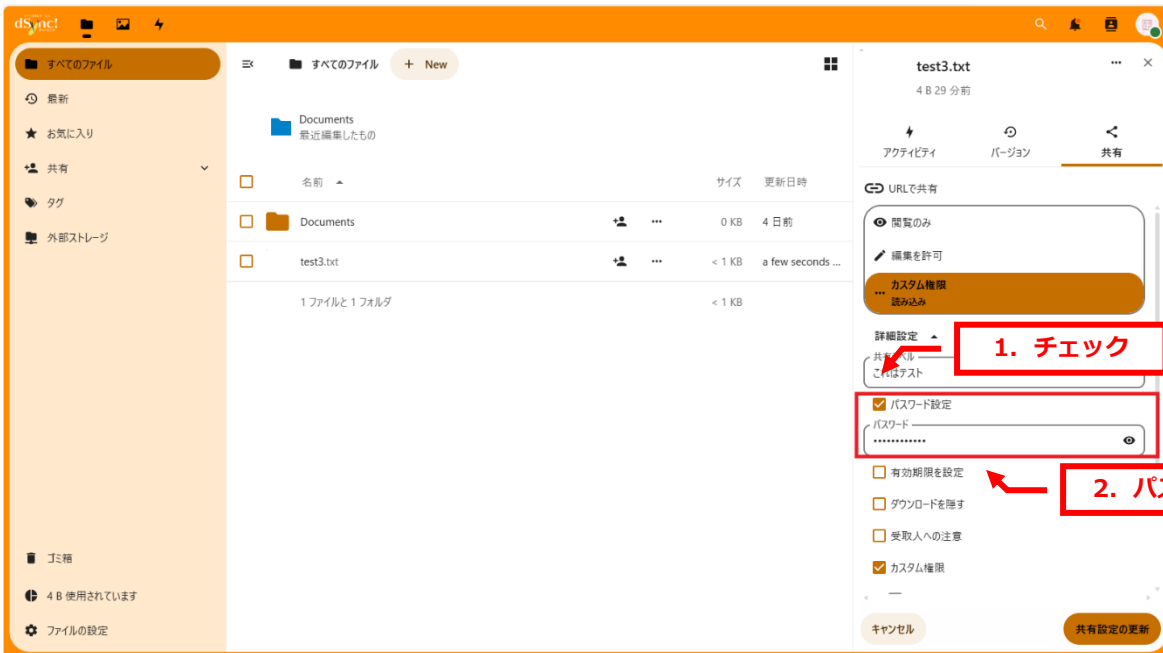 dSync!
すべてのファイル
最新
お気に入り
共有
タグ
外部ストレージ
ゴミ箱
4 B 使用されています
ファイルの設定
すべてのファイル
+ New
Documents
最近編集したもの
名前
サイズ
更新日時
Documents
0 KB
4 日前
test3.txt
< 1 KB
a few seconds ...
1 ファイルと 1 フォルダ
< 1 KB
test3.txt
4 B 29 分前
アクティビティ
バージョン
共有
URLで共有
閲覧のみ
編集を許可
カスタム権限
読み込み
詳細設定
1. チェック
これはテスト
パスワード設定
パスワード
有効期限を設定
2. パ
ダウンロードを隠す
受取人への注意
カスタム権限
キャンセル
共有設定の更新